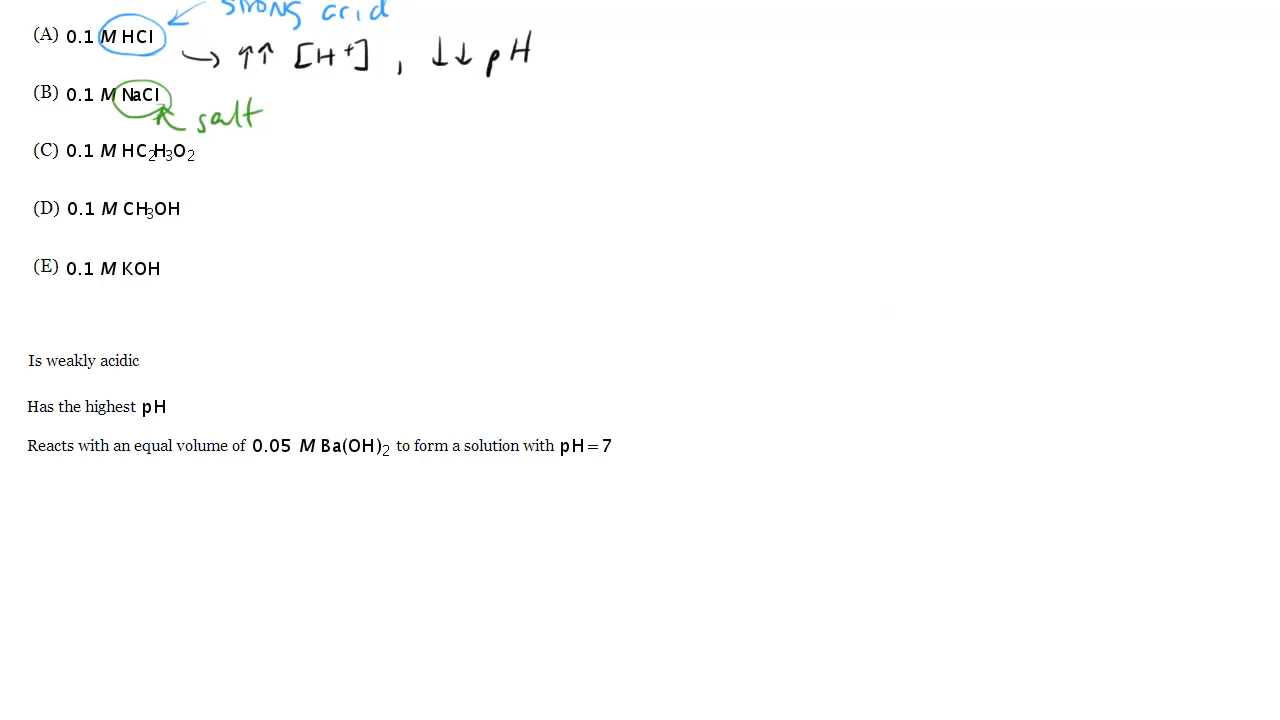 strong acid
(A) 0.1 M HCl
→ ↑↑ [H⁺], ↓↓ pH
(B) 0.1 M NaCl
salt
(C) 0.1 M HC₂H₃O₂
(D) 0.1 M CH₃OH
(E) 0.1 M KOH
Is weakly acidic
Has the highest pH
Reacts with an equal volume of 0.05 M Ba(OH)₂ to form a solution with pH = 7